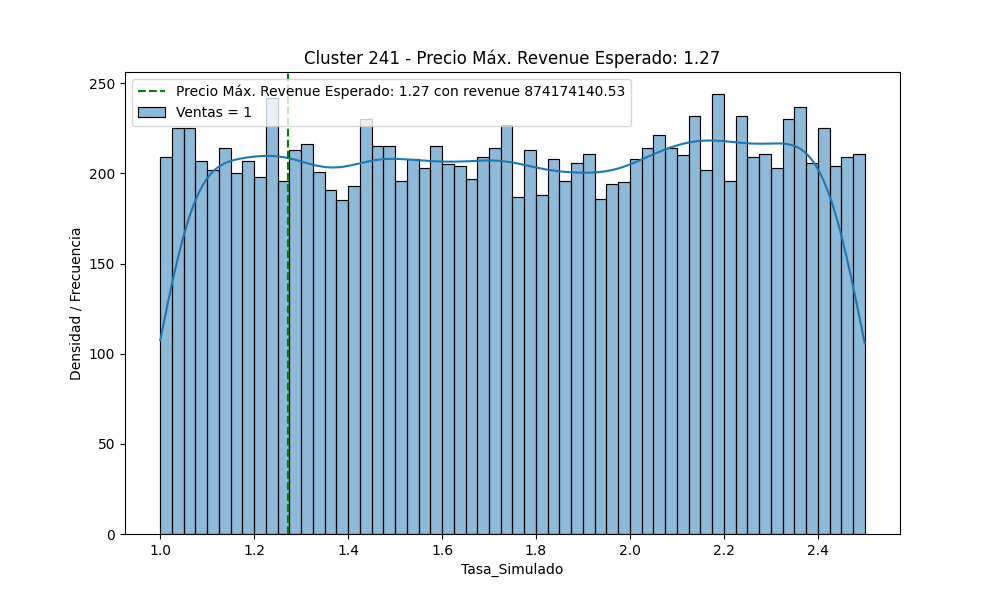 Cluster 241 - Precio Máx. Revenue Esperado: 1.27
Precio Máx. Revenue Esperado: 1.27 con revenue 874174140.53
Ventas = 1
Densidad / Frecuencia
250
200
150
100
50
0
1.0 1.2 1.4 1.6 1.8 2.0 2.2 2.4
Tasa_Simulado